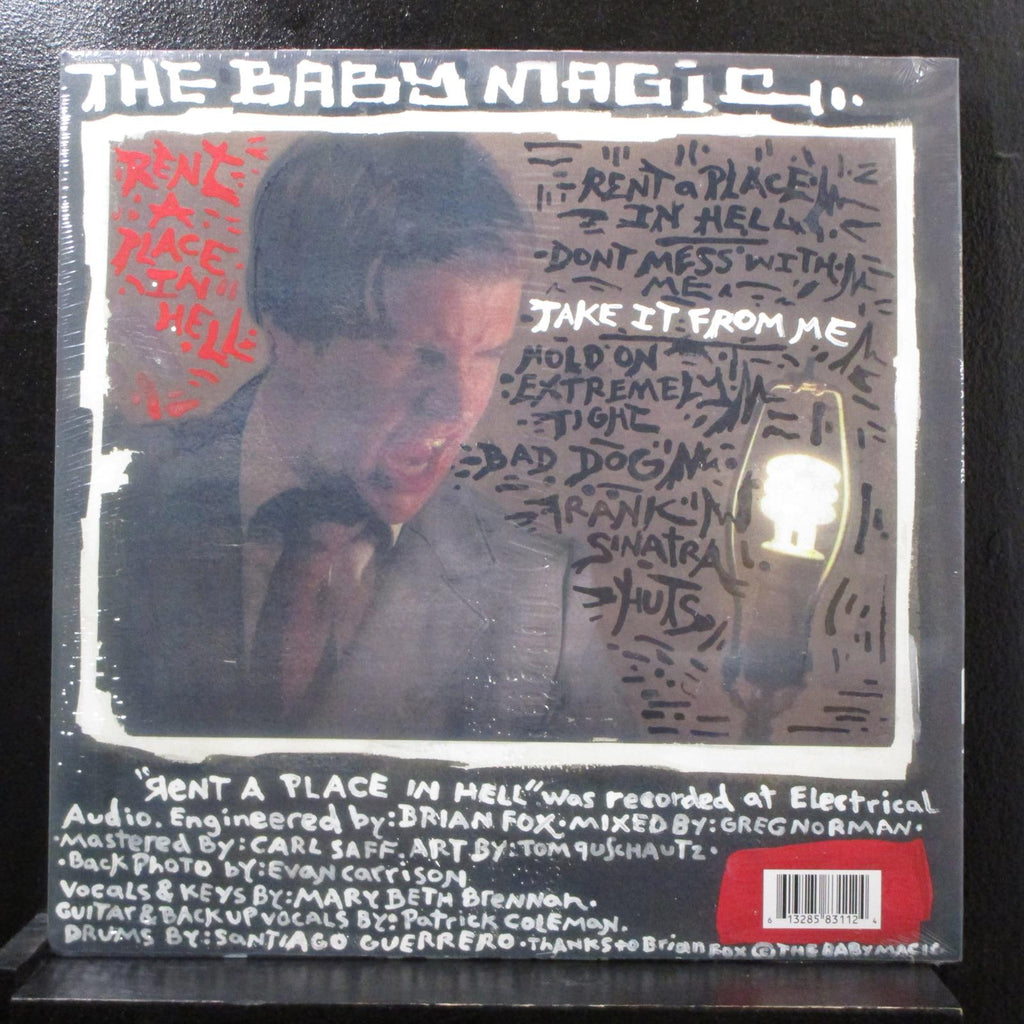 THE BABY MAGIC...
RENT
A
PLACE
IN
HELL
RENT a PLACE
IN HELL
DONT MESS WITH
ME
TAKE IT FROM ME
HOLD ON
EXTREMELY
TIGHT
BAD DOG
FRANK
SINATRA
HUTS
"RENT A PLACE IN HELL" was recorded at Electrical
Audio. Engineered by: BRIAN FOX. MIXED BY: GREG NORMAN.
Mastered By: CARL SAFF. ART BY: TOM
Back Photo by: Evan Carrison
Vocals & KEYS BY: MARY BETH Brennan.
GUITAR & BACK UP VOCALS BY: Patrick COLEMAN.
DRUMS BY: SANTIAGO GUERRERO. THANKS to Brian FOX © THE BABY MAGIC.
6 13285 83112 4